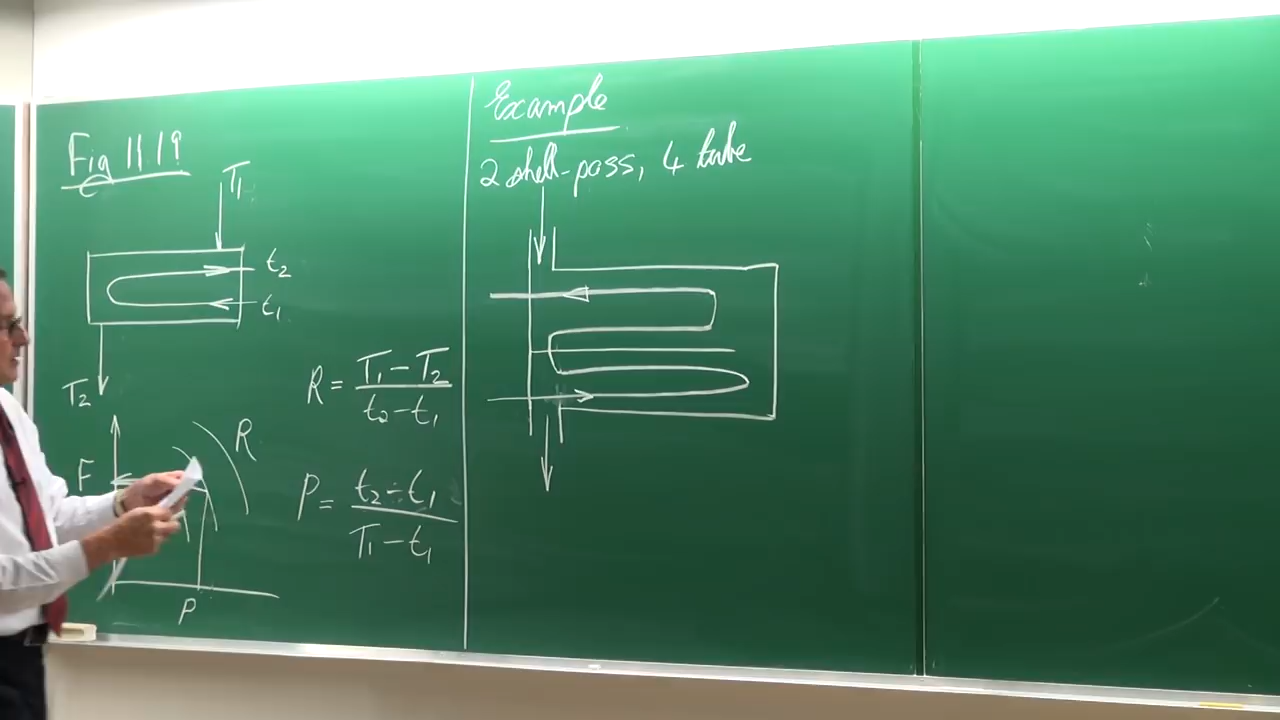 Fig 11 19
T₁
t₂
t₁
T₂
R = (T₁ – T₂) / (t₂ – t₁)
F
R
P
P = (t₂ – t₁) / (T₁ – t₁)
Example
2 shell-pass, 4 tube